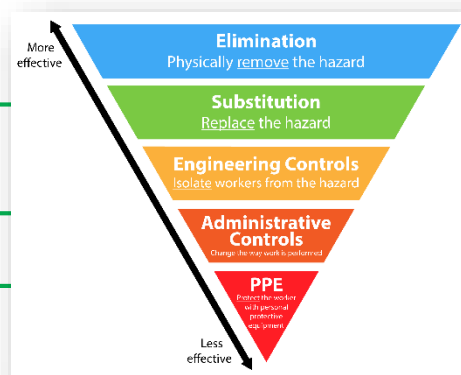 More
effective
Elimination
Physically remove the hazard
Substitution
Replace the hazard
Engineering Controls
Isolate workers from the hazard
Administrative
Controls
Change the way work is performed
PPE
Protect the worker
with personal
protective
equipment
Less
effective